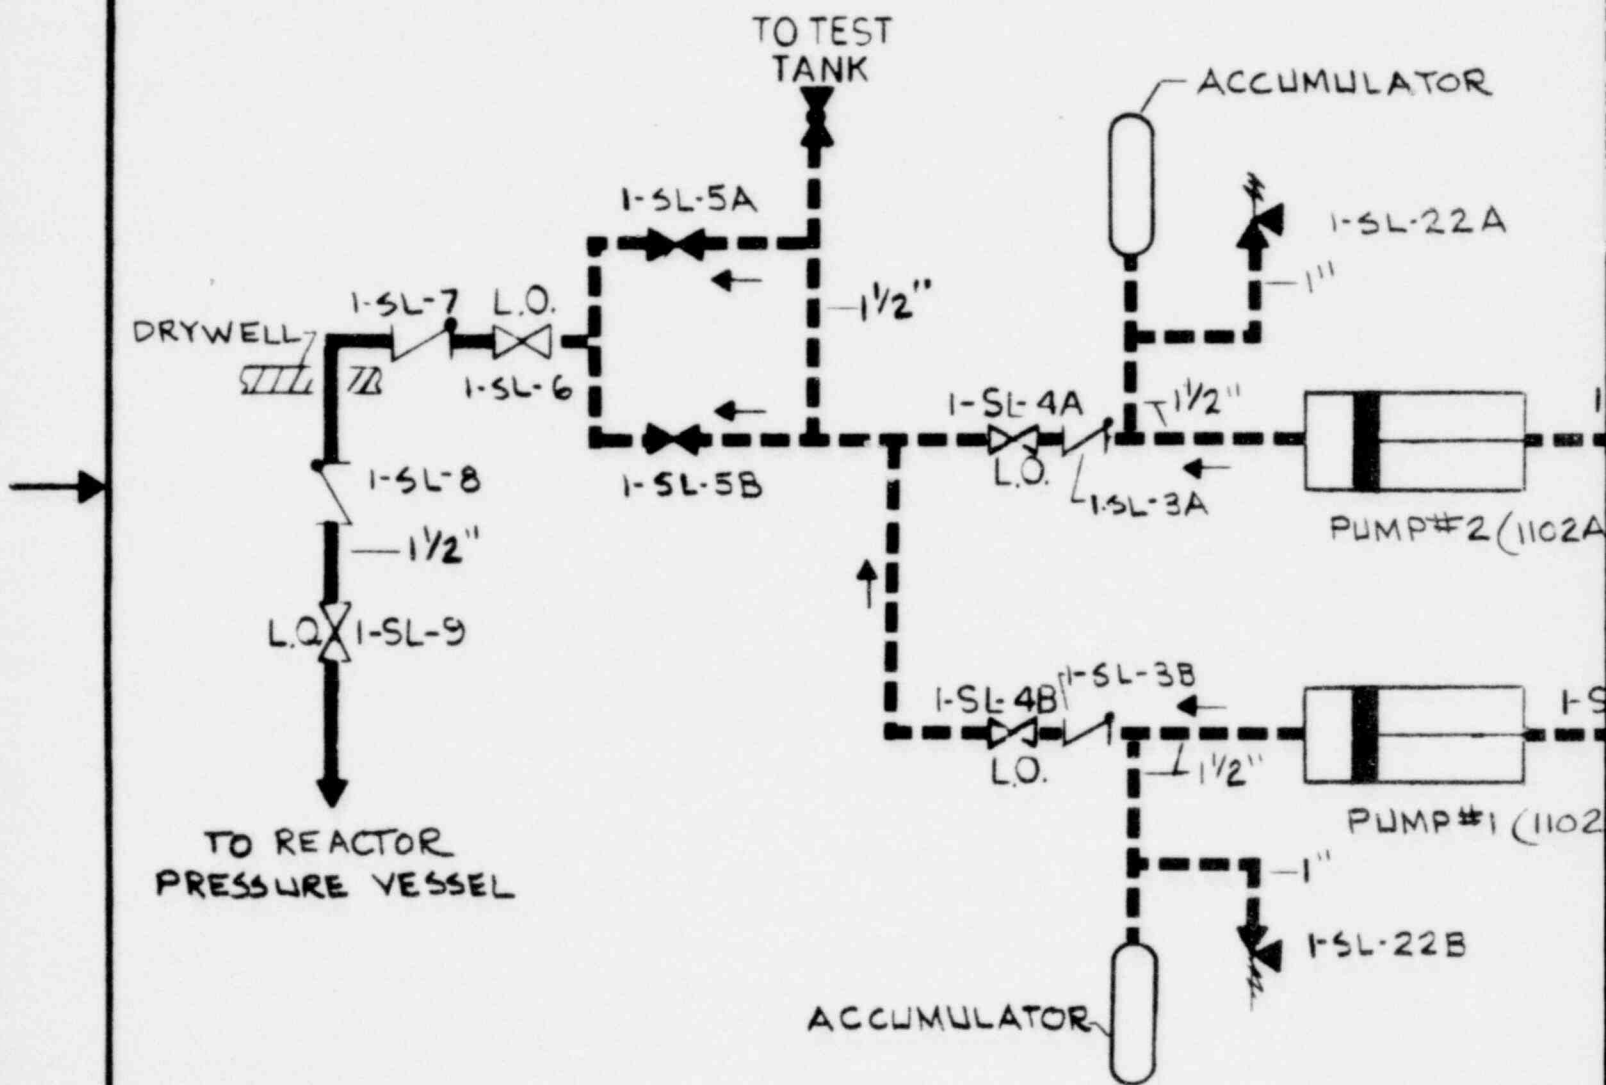 TO TEST
TANK
ACCUMULATOR
1-SL-5A
1-SL-22A
1"
1-SL-7
L.O.
1½"
DRYWELL
1-SL-6
1-SL-4A
1½"
L.O.
1-SL-3A
1-SL-8
1-SL-5B
PUMP#2 (1102A
1½"
L.O.
1-SL-9
1-SL-3B
1-SL-4B
L.O.
1½"
1-S
PUMP#1 (1102
TO REACTOR
PRESSURE VESSEL
1"
1-SL-22B
ACCUMULATOR